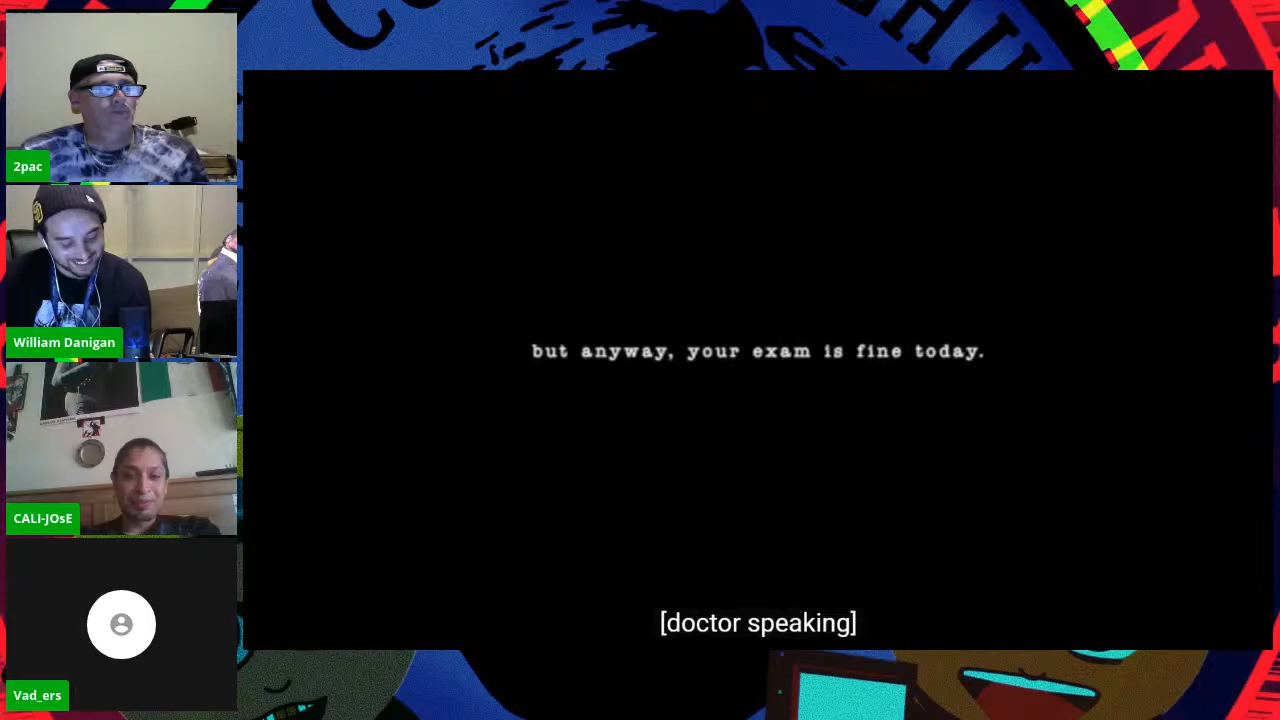 2pac
William Danigan
CALI-JOsE
Vad_ers
but anyway, your exam is fine today.
[doctor speaking]